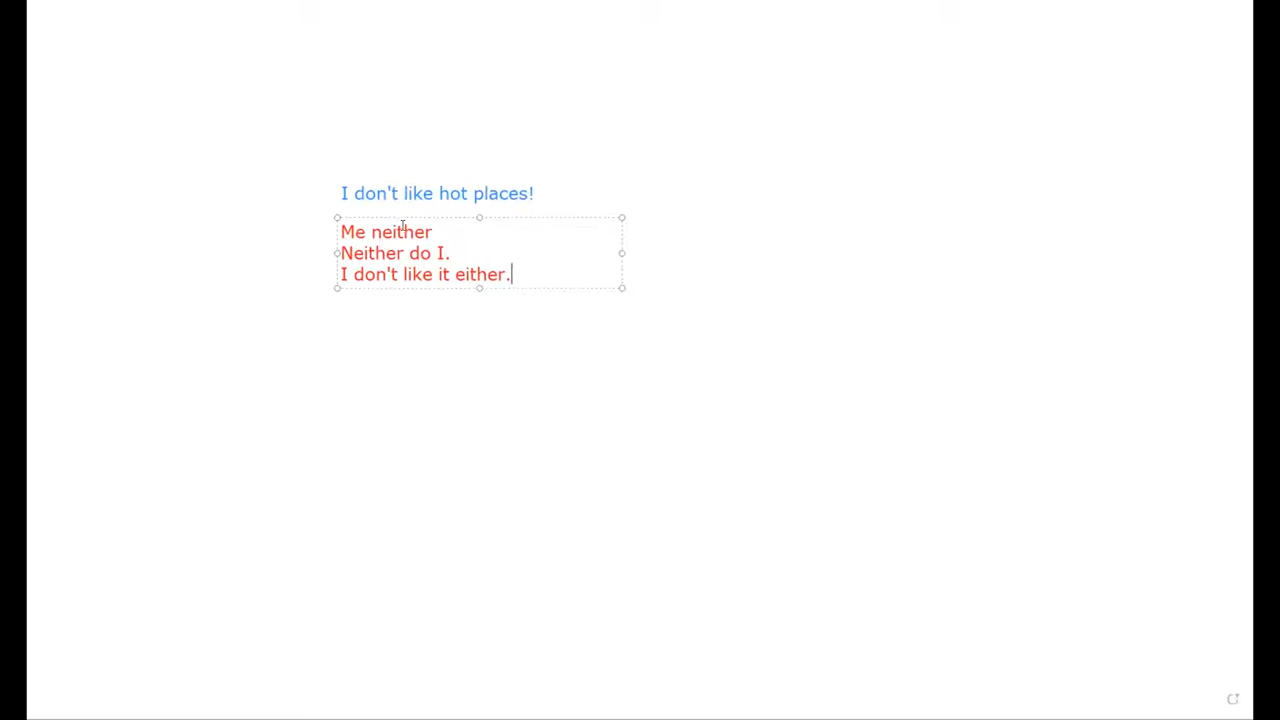 I don't like hot places!
Me neither
Neither do I.
I don't like it either.